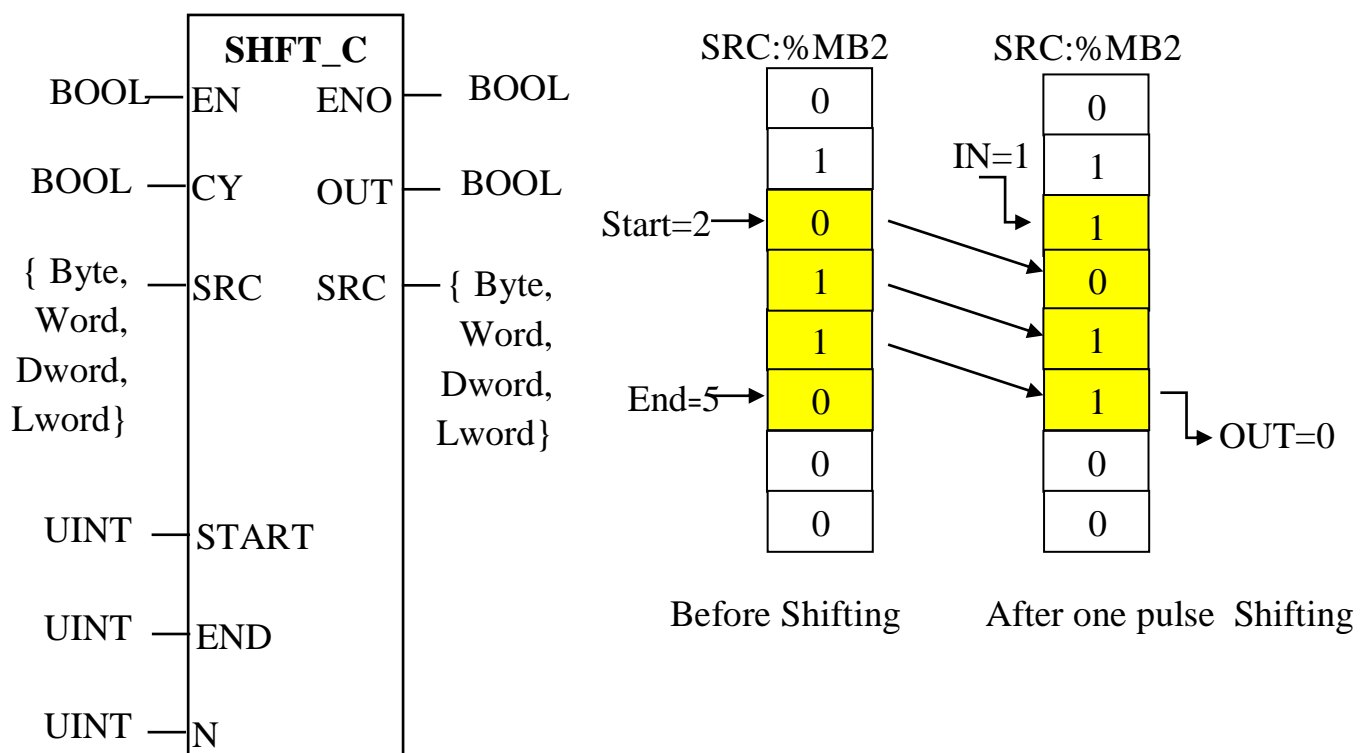 SHFT_C
BOOL EN ENO BOOL
BOOL CY OUT BOOL
{ Byte,
Word,
Dword,
Lword}
SRC SRC
{ Byte,
Word,
Dword,
Lword}
UINT START
UINT END
UINT N
SRC:%MB2
0
1
Start=2 0
1
1
End=5 0
0
0
Before Shifting
SRC:%MB2
0
IN=1 1
1
0
1
1
OUT=0
0
0
After one pulse Shifting